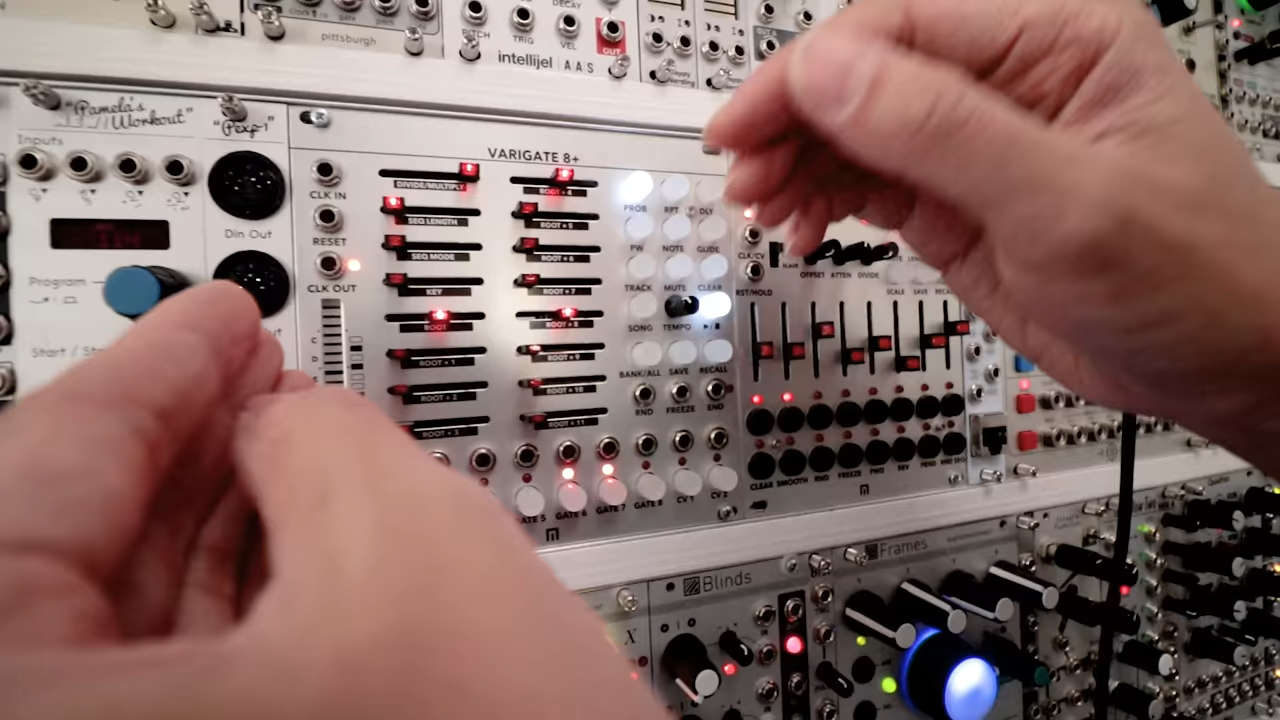 pittsburgh
PITCH
TRIG
DECAY
VEL
OUT
intellijel | AAS
"Pamela's
Workout"
"Pexp-1"
Inputs
Din Out
Program
VARIGATE 8+
CLK IN
RESET
CLK OUT
DIVIDE/MULTIPLY
SEQ LENGTH
SEQ MODE
KEY
ROOT
ROOT + 1
ROOT + 2
ROOT + 3
ROOT + 4
ROOT + 5
ROOT + 6
ROOT + 7
ROOT + 8
ROOT + 9
ROOT + 10
ROOT + 11
PROB
RPT
DLY
PW
NOTE
GLIDE
TRACK
MUTE
CLEAR
SONG
TEMPO
BANK/ALL
SAVE
RECALL
RND
FREEZE
END
GATE 6
GATE 7
GATE 8
CV 1
CV 2
C
D
CLK/CV
RST/HOLD
OFFSET
ATTEN
DIVIDE
SCALE
SAVE
CLEAR
SMOOTH
RND
FREEZE
FWD
REV
PEND
RND SEQ
Blinds
Frames
X